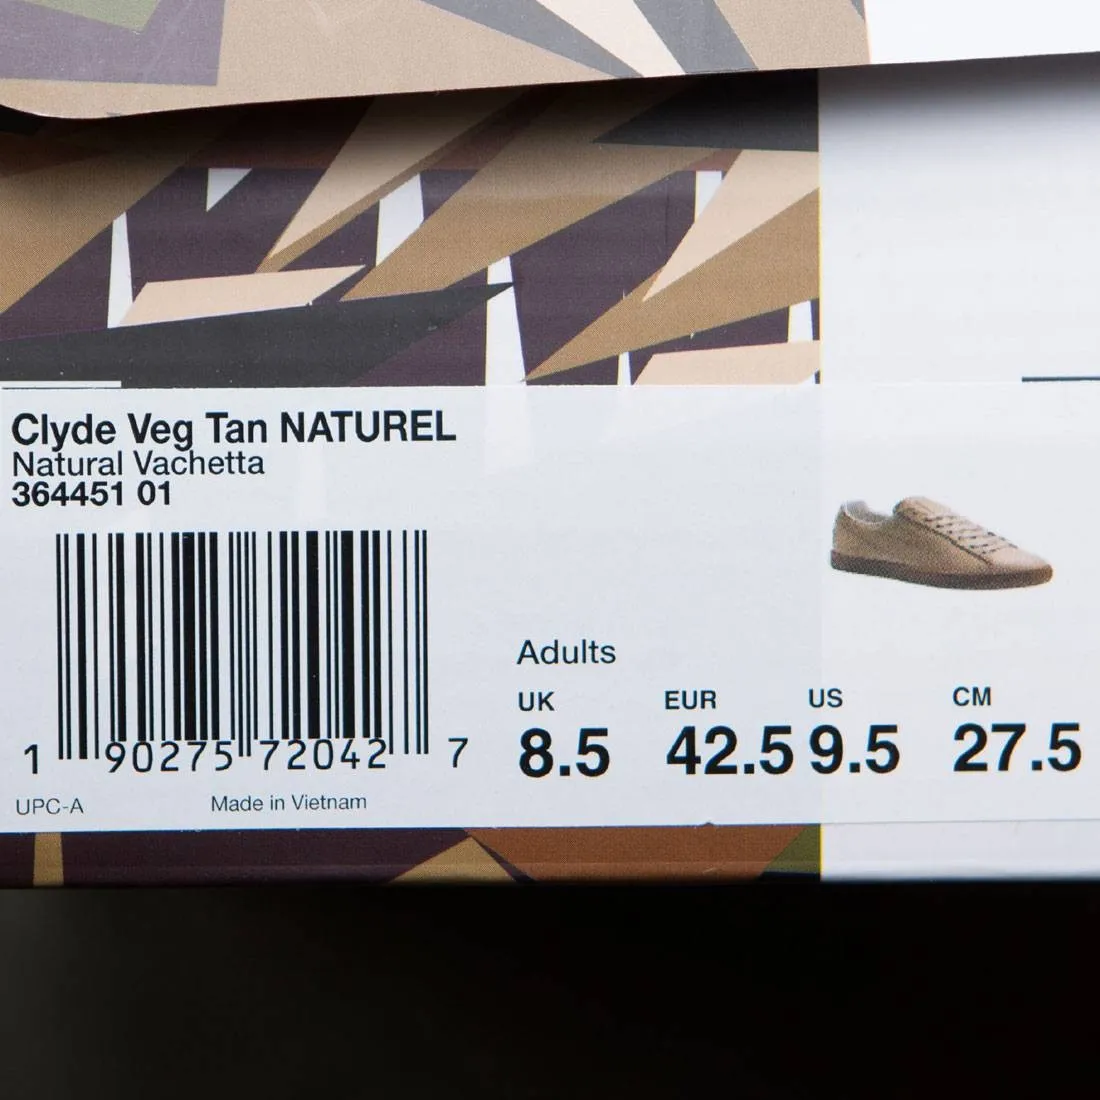 Clyde Veg Tan NATUREL
Natural Vachetta
364451 01
1 90275 72042 7
UPC-A Made in Vietnam
Adults
UK EUR US CM
8.5 42.5 9.5 27.5